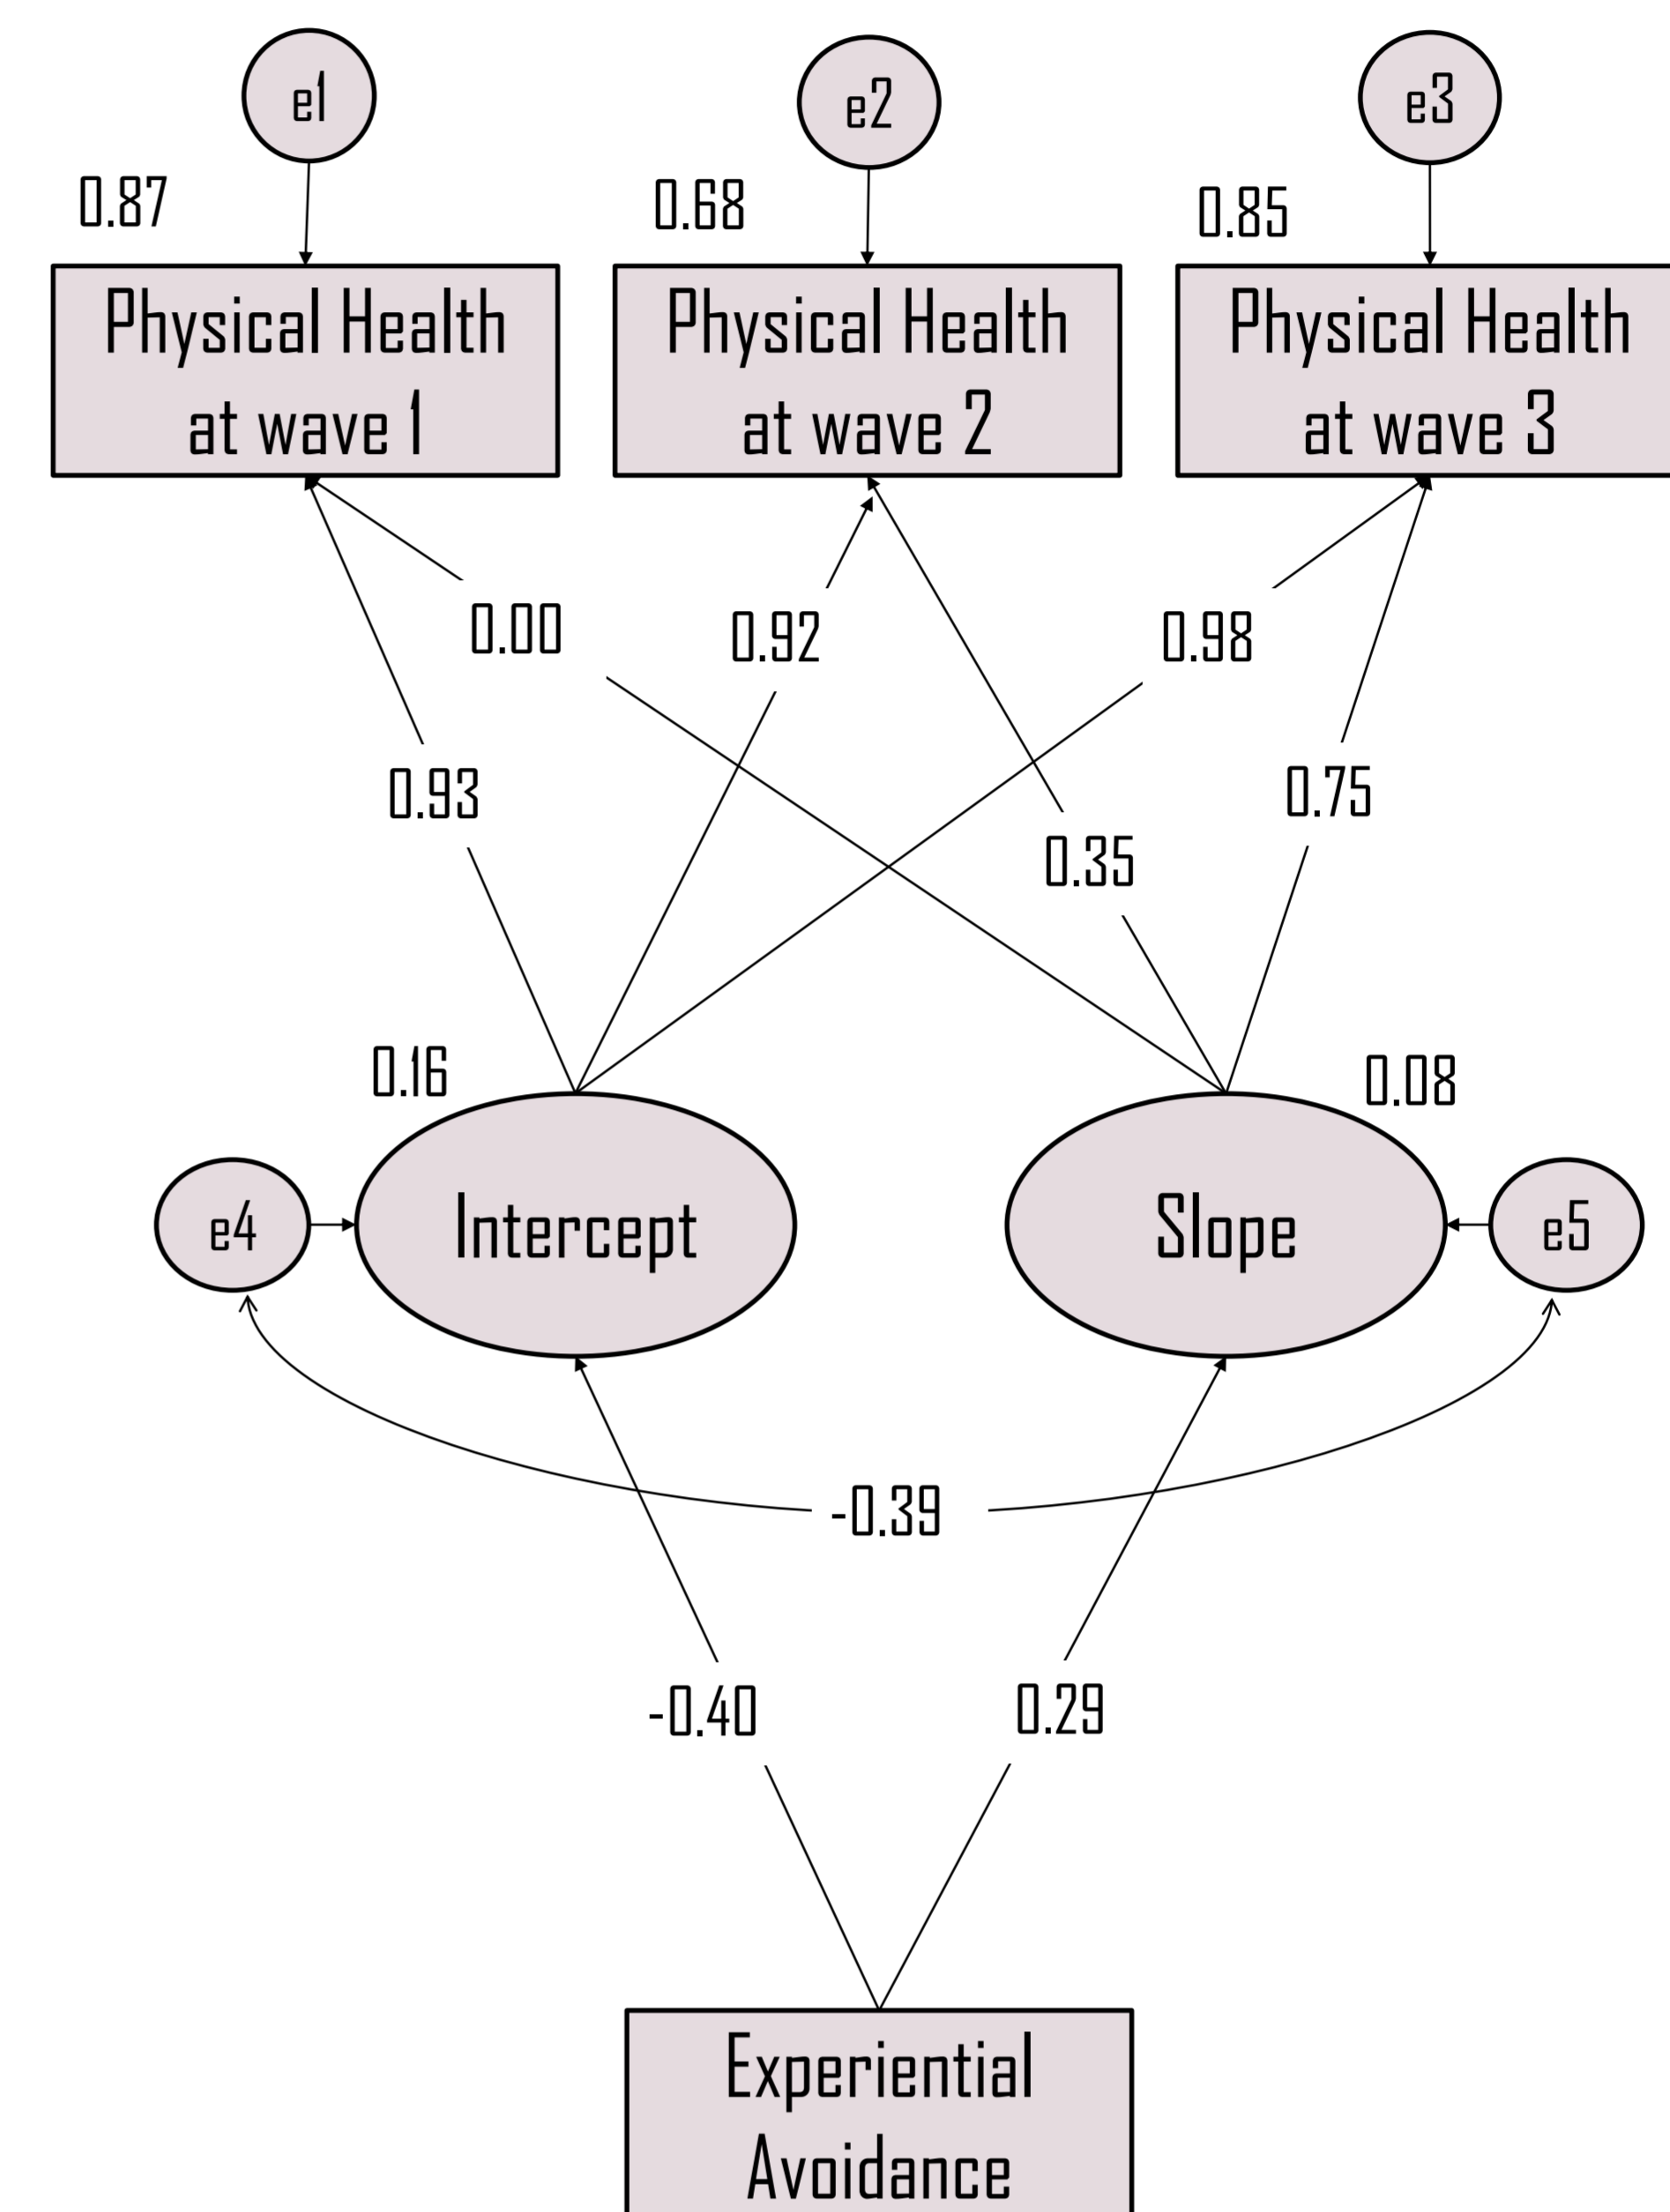 e1
e2
e3
0.87
0.68
0.85
Physical Health
at wave 1
Physical Health
at wave 2
Physical Health
at wave 3
0.00
0.92
0.98
0.93
0.75
0.35
0.16
0.08
e4
Intercept
Slope
e5
-0.39
-0.40
0.29
Experiential
Avoidance